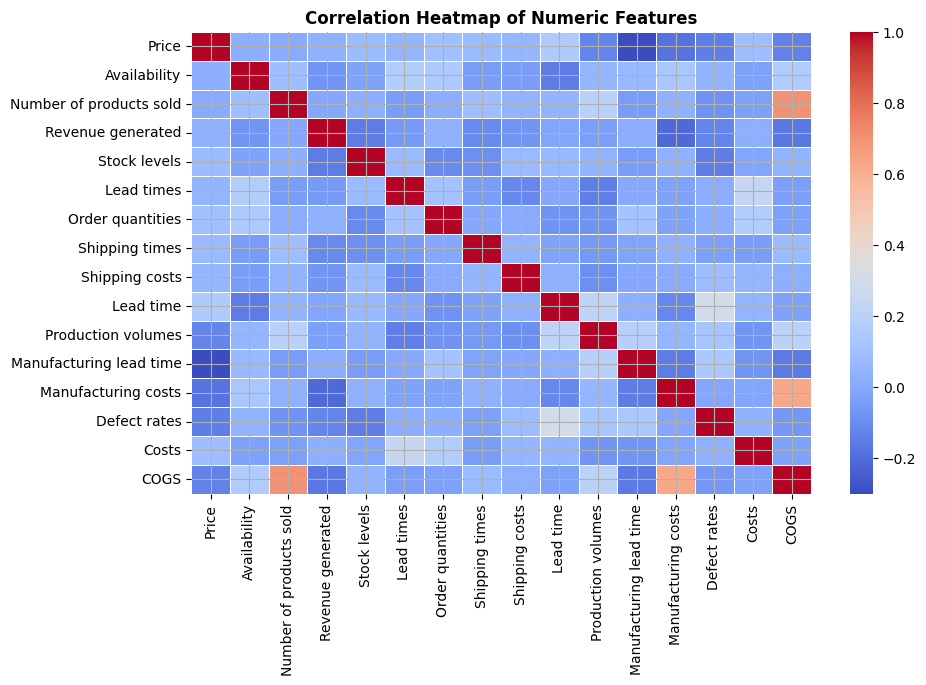 Correlation Heatmap of Numeric Features
Price
Availability
Number of products sold
Revenue generated
Stock levels
Lead times
Order quantities
Shipping times
Shipping costs
Lead time
Production volumes
Manufacturing lead time
Manufacturing costs
Defect rates
Costs
COGS
Price
Availability
Number of products sold
Revenue generated
Stock levels
Lead times
Order quantities
Shipping times
Shipping costs
Lead time
Production volumes
Manufacturing lead time
Manufacturing costs
Defect rates
Costs
COGS
1.0
0.8
0.6
0.4
0.2
0.0
−0.2